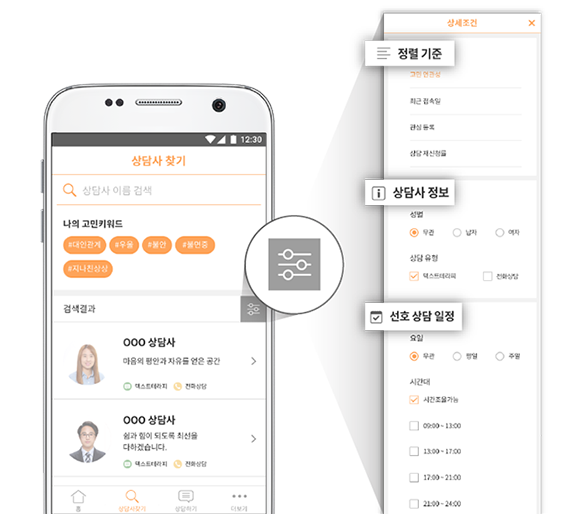 12:30
상담사 찾기
상담사 이름 검색
나의 고민키워드
#대인관계 #우울 #불안 #불면증
#지나친상상
검색결과
OOO 상담사
마음의 평안과 자유를 얻은 공간
텍스트테라피 전화상담
OOO 상담사
쉼과 힘이 되도록 최선을
다하겠습니다.
텍스트테라피 전화상담
홈 상담사찾기 상담하기 더보기
상세조건
정렬 기준
고민 연관성
최근 접속일
관심 등록
상담 재신청률
상담사 정보
성별
무관 남자 여자
상담 유형
텍스트테라피 전화상담
선호 상담 일정
요일
무관 평일 주말
시간대
시간조율가능
09:00 ~ 13:00
13:00 ~ 17:00
17:00 ~ 21:00
21:00 ~ 24:00